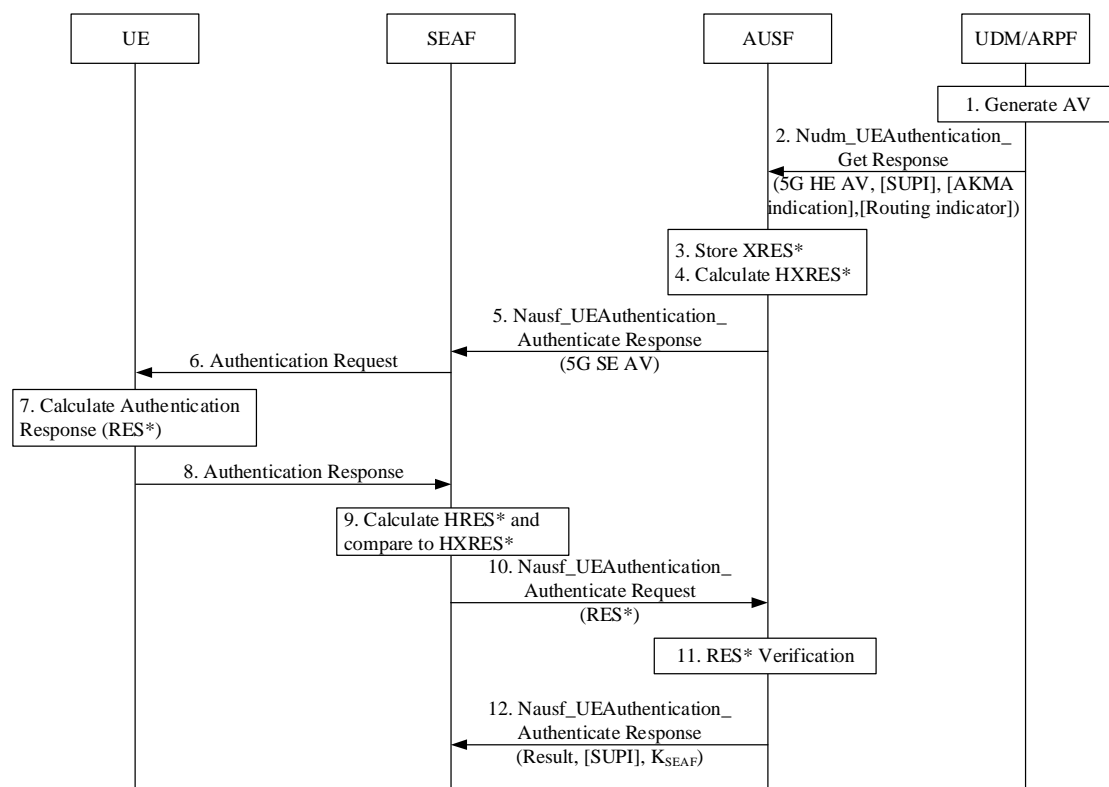 UE
SEAF
AUSF
UDM/ARPF
1. Generate AV
2. Nudm_UEAuthentication_
Get Response
(5G HE AV, [SUPI], [AKMA
indication],[Routing indicator])
3. Store XRES*
4. Calculate HXRES*
5. Nausf_UEAuthentication_
Authenticate Response
(5G SE AV)
6. Authentication Request
7. Calculate Authentication
Response (RES*)
8. Authentication Response
9. Calculate HRES* and
compare to HXRES*
10. Nausf_UEAuthentication_
Authenticate Request
(RES*)
11. RES* Verification
12. Nausf_UEAuthentication_
Authenticate Response
(Result, [SUPI], KSEAF)